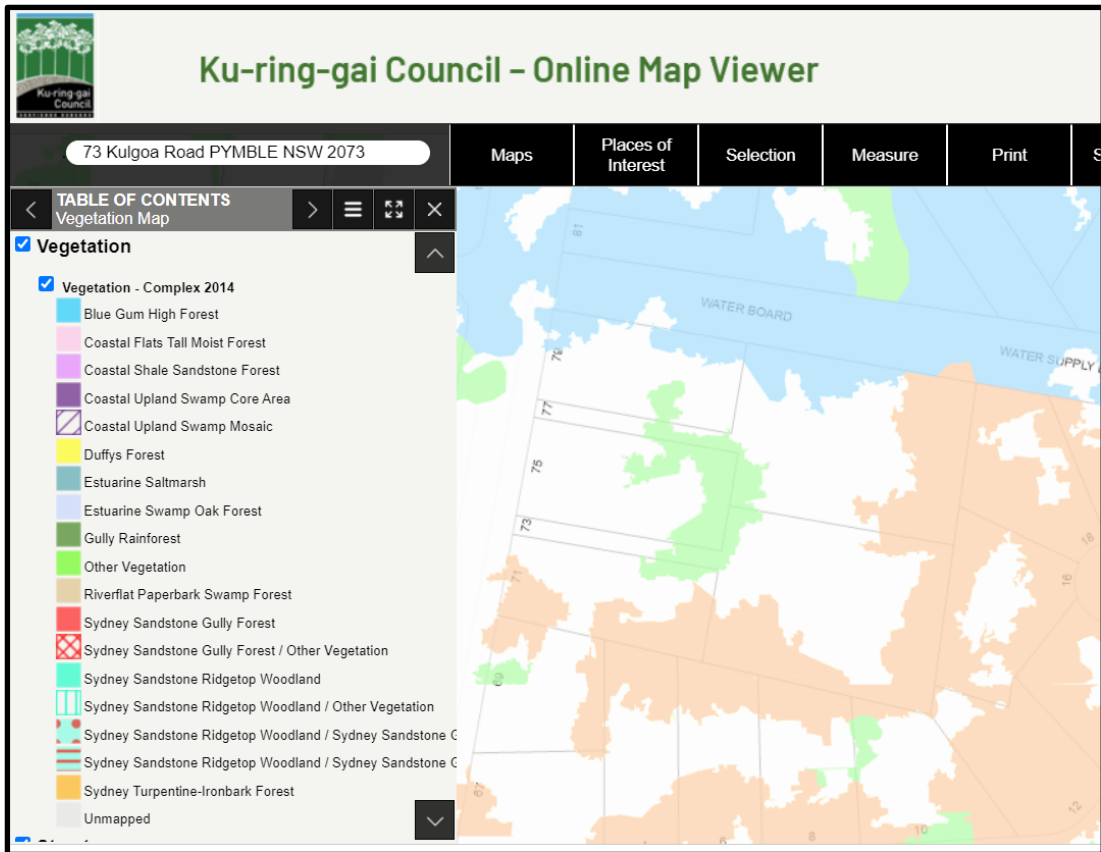 Ku-ring-gai
Council
Ku-ring-gai Council – Online Map Viewer
73 Kulgoa Road PYMBLE NSW 2073
Maps
Places of
Interest
Selection
Measure
Print
S
TABLE OF CONTENTS
Vegetation Map
Vegetation
Vegetation - Complex 2014
Blue Gum High Forest
Coastal Flats Tall Moist Forest
Coastal Shale Sandstone Forest
Coastal Upland Swamp Core Area
Coastal Upland Swamp Mosaic
Duffys Forest
Estuarine Saltmarsh
Estuarine Swamp Oak Forest
Gully Rainforest
Other Vegetation
Riverflat Paperbark Swamp Forest
Sydney Sandstone Gully Forest
Sydney Sandstone Gully Forest / Other Vegetation
Sydney Sandstone Ridgetop Woodland
Sydney Sandstone Ridgetop Woodland / Other Vegetation
Sydney Sandstone Ridgetop Woodland / Sydney Sandstone G
Sydney Sandstone Ridgetop Woodland / Sydney Sandstone G
Sydney Turpentine-Ironbark Forest
Unmapped
81
WATER BOARD
WATER SUPPLY
79
77
75
73
71
69
67
18
16
12
10
8
6